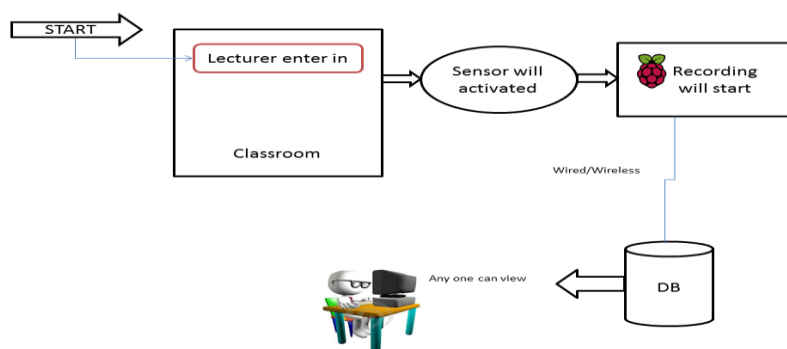 START
Lecturer enter in
Classroom
Sensor will
activated
Recording
will start
Wired/Wireless
DB
Any one can view